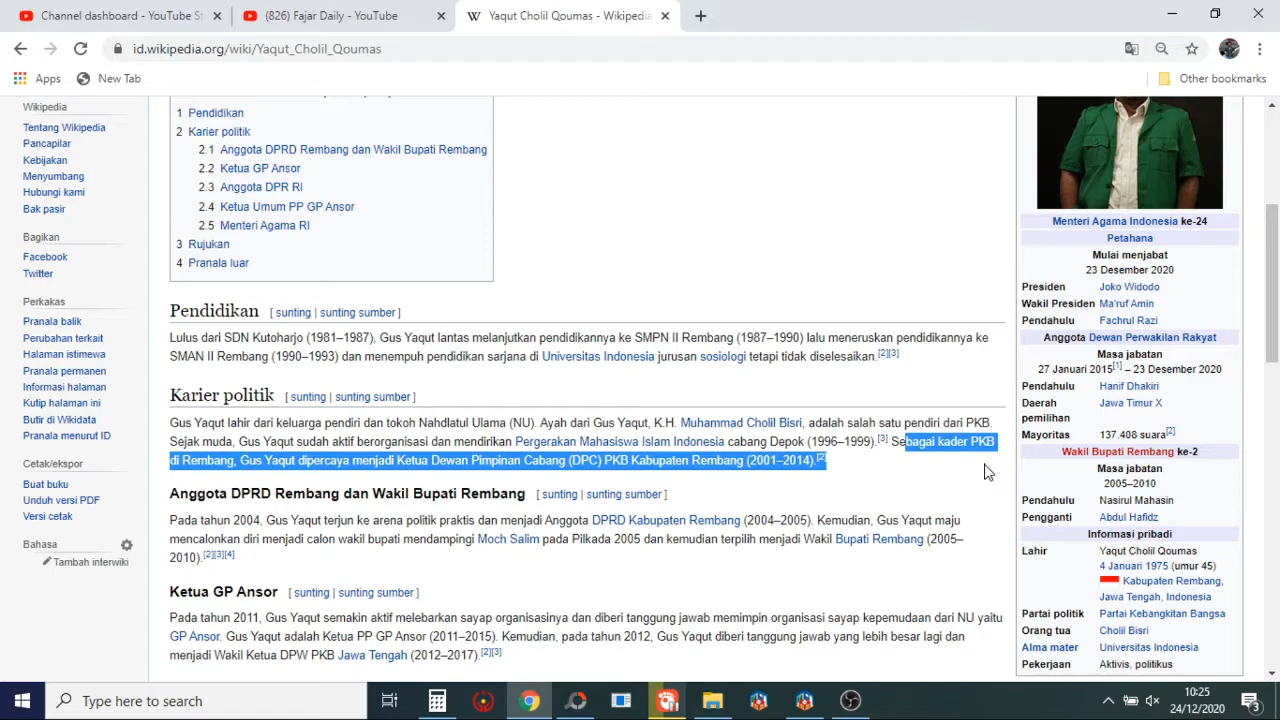 Channel dashboard - YouTube St
(826) Fajar Daily - YouTube
Yaqut Cholil Qoumas - Wikipedia
id.wikipedia.org/wiki/Yaqut_Cholil_Qoumas
Apps
New Tab
Other bookmarks
Wikipedia
Tentang Wikipedia
Pancapilar
Kebijakan
Menyumbang
Hubungi kami
Bak pasir
Bagikan
Facebook
Twitter
Perkakas
Pranala balik
Perubahan terkait
Halaman istimewa
Pranala permanen
Informasi halaman
Kutip halaman ini
Butir di Wikidata
Pranala menurut ID
Cetak/ekspor
Buat buku
Unduh versi PDF
Versi cetak
Bahasa
Tambah interwiki
1 Pendidikan
2 Karier politik
2.1 Anggota DPRD Rembang dan Wakil Bupati Rembang
2.2 Ketua GP Ansor
2.3 Anggota DPR RI
2.4 Ketua Umum PP GP Ansor
2.5 Menteri Agama RI
3 Rujukan
4 Pranala luar
Pendidikan [ sunting | sunting sumber ]
Lulus dari SDN Kutoharjo (1981–1987), Gus Yaqut lantas melanjutkan pendidikannya ke SMPN II Rembang (1987–1990) lalu meneruskan pendidikannya ke
SMAN II Rembang (1990–1993) dan menempuh pendidikan sarjana di Universitas Indonesia jurusan sosiologi tetapi tidak diselesaikan.[2][3]
Karier politik [ sunting | sunting sumber ]
Gus Yaqut lahir dari keluarga pendiri dan tokoh Nahdlatul Ulama (NU). Ayah dari Gus Yaqut, K.H. Muhammad Cholil Bisri, adalah salah satu pendiri dari PKB.
Sejak muda, Gus Yaqut sudah aktif berorganisasi dan mendirikan Pergerakan Mahasiswa Islam Indonesia cabang Depok (1996–1999).[3] Sebagai kader PKB
di Rembang, Gus Yaqut dipercaya menjadi Ketua Dewan Pimpinan Cabang (DPC) PKB Kabupaten Rembang (2001–2014).[2]
Anggota DPRD Rembang dan Wakil Bupati Rembang [ sunting | sunting sumber ]
Pada tahun 2004, Gus Yaqut terjun ke arena politik praktis dan menjadi Anggota DPRD Kabupaten Rembang (2004–2005). Kemudian, Gus Yaqut maju
mencalonkan diri menjadi calon wakil bupati mendampingi Moch Salim pada Pilkada 2005 dan kemudian terpilih menjadi Wakil Bupati Rembang (2005–
2010).[2][3][4]
Ketua GP Ansor [ sunting | sunting sumber ]
Pada tahun 2011, Gus Yaqut semakin aktif melebarkan sayap organisasinya dan diberi tanggung jawab memimpin organisasi sayap kepemudaan dari NU yaitu
GP Ansor. Gus Yaqut adalah Ketua PP GP Ansor (2011–2015). Kemudian, pada tahun 2012, Gus Yaqut diberi tanggung jawab yang lebih besar lagi dan
menjadi Wakil Ketua DPW PKB Jawa Tengah (2012–2017).[2][3]
Menteri Agama Indonesia ke-24
Petahana
Mulai menjabat
23 Desember 2020
Presiden Joko Widodo
Wakil Presiden Ma'ruf Amin
Pendahulu Fachrul Razi
Anggota Dewan Perwakilan Rakyat
Masa jabatan
27 Januari 2015[1] – 23 Desember 2020
Pendahulu Hanif Dhakiri
Daerah Jawa Timur X
pemilihan
Mayoritas 137.408 suara[2]
Wakil Bupati Rembang ke-2
Masa jabatan
2005–2010
Pendahulu Nasirul Mahasin
Pengganti Abdul Hafidz
Informasi pribadi
Lahir Yaqut Cholil Qoumas
4 Januari 1975 (umur 45)
Kabupaten Rembang,
Jawa Tengah, Indonesia
Partai politik Partai Kebangkitan Bangsa
Orang tua Cholil Bisri
Alma mater Universitas Indonesia
Pekerjaan Aktivis, politikus
Type here to search
10:25
24/12/2020
3